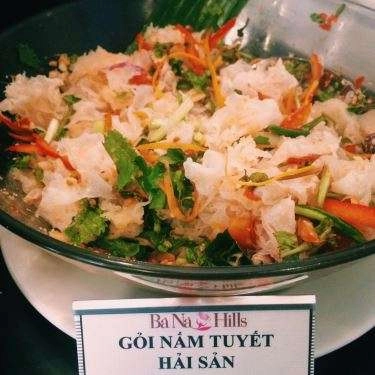 Ba Na Hills
GỎI NẤM TUYẾT
HẢI SẢN